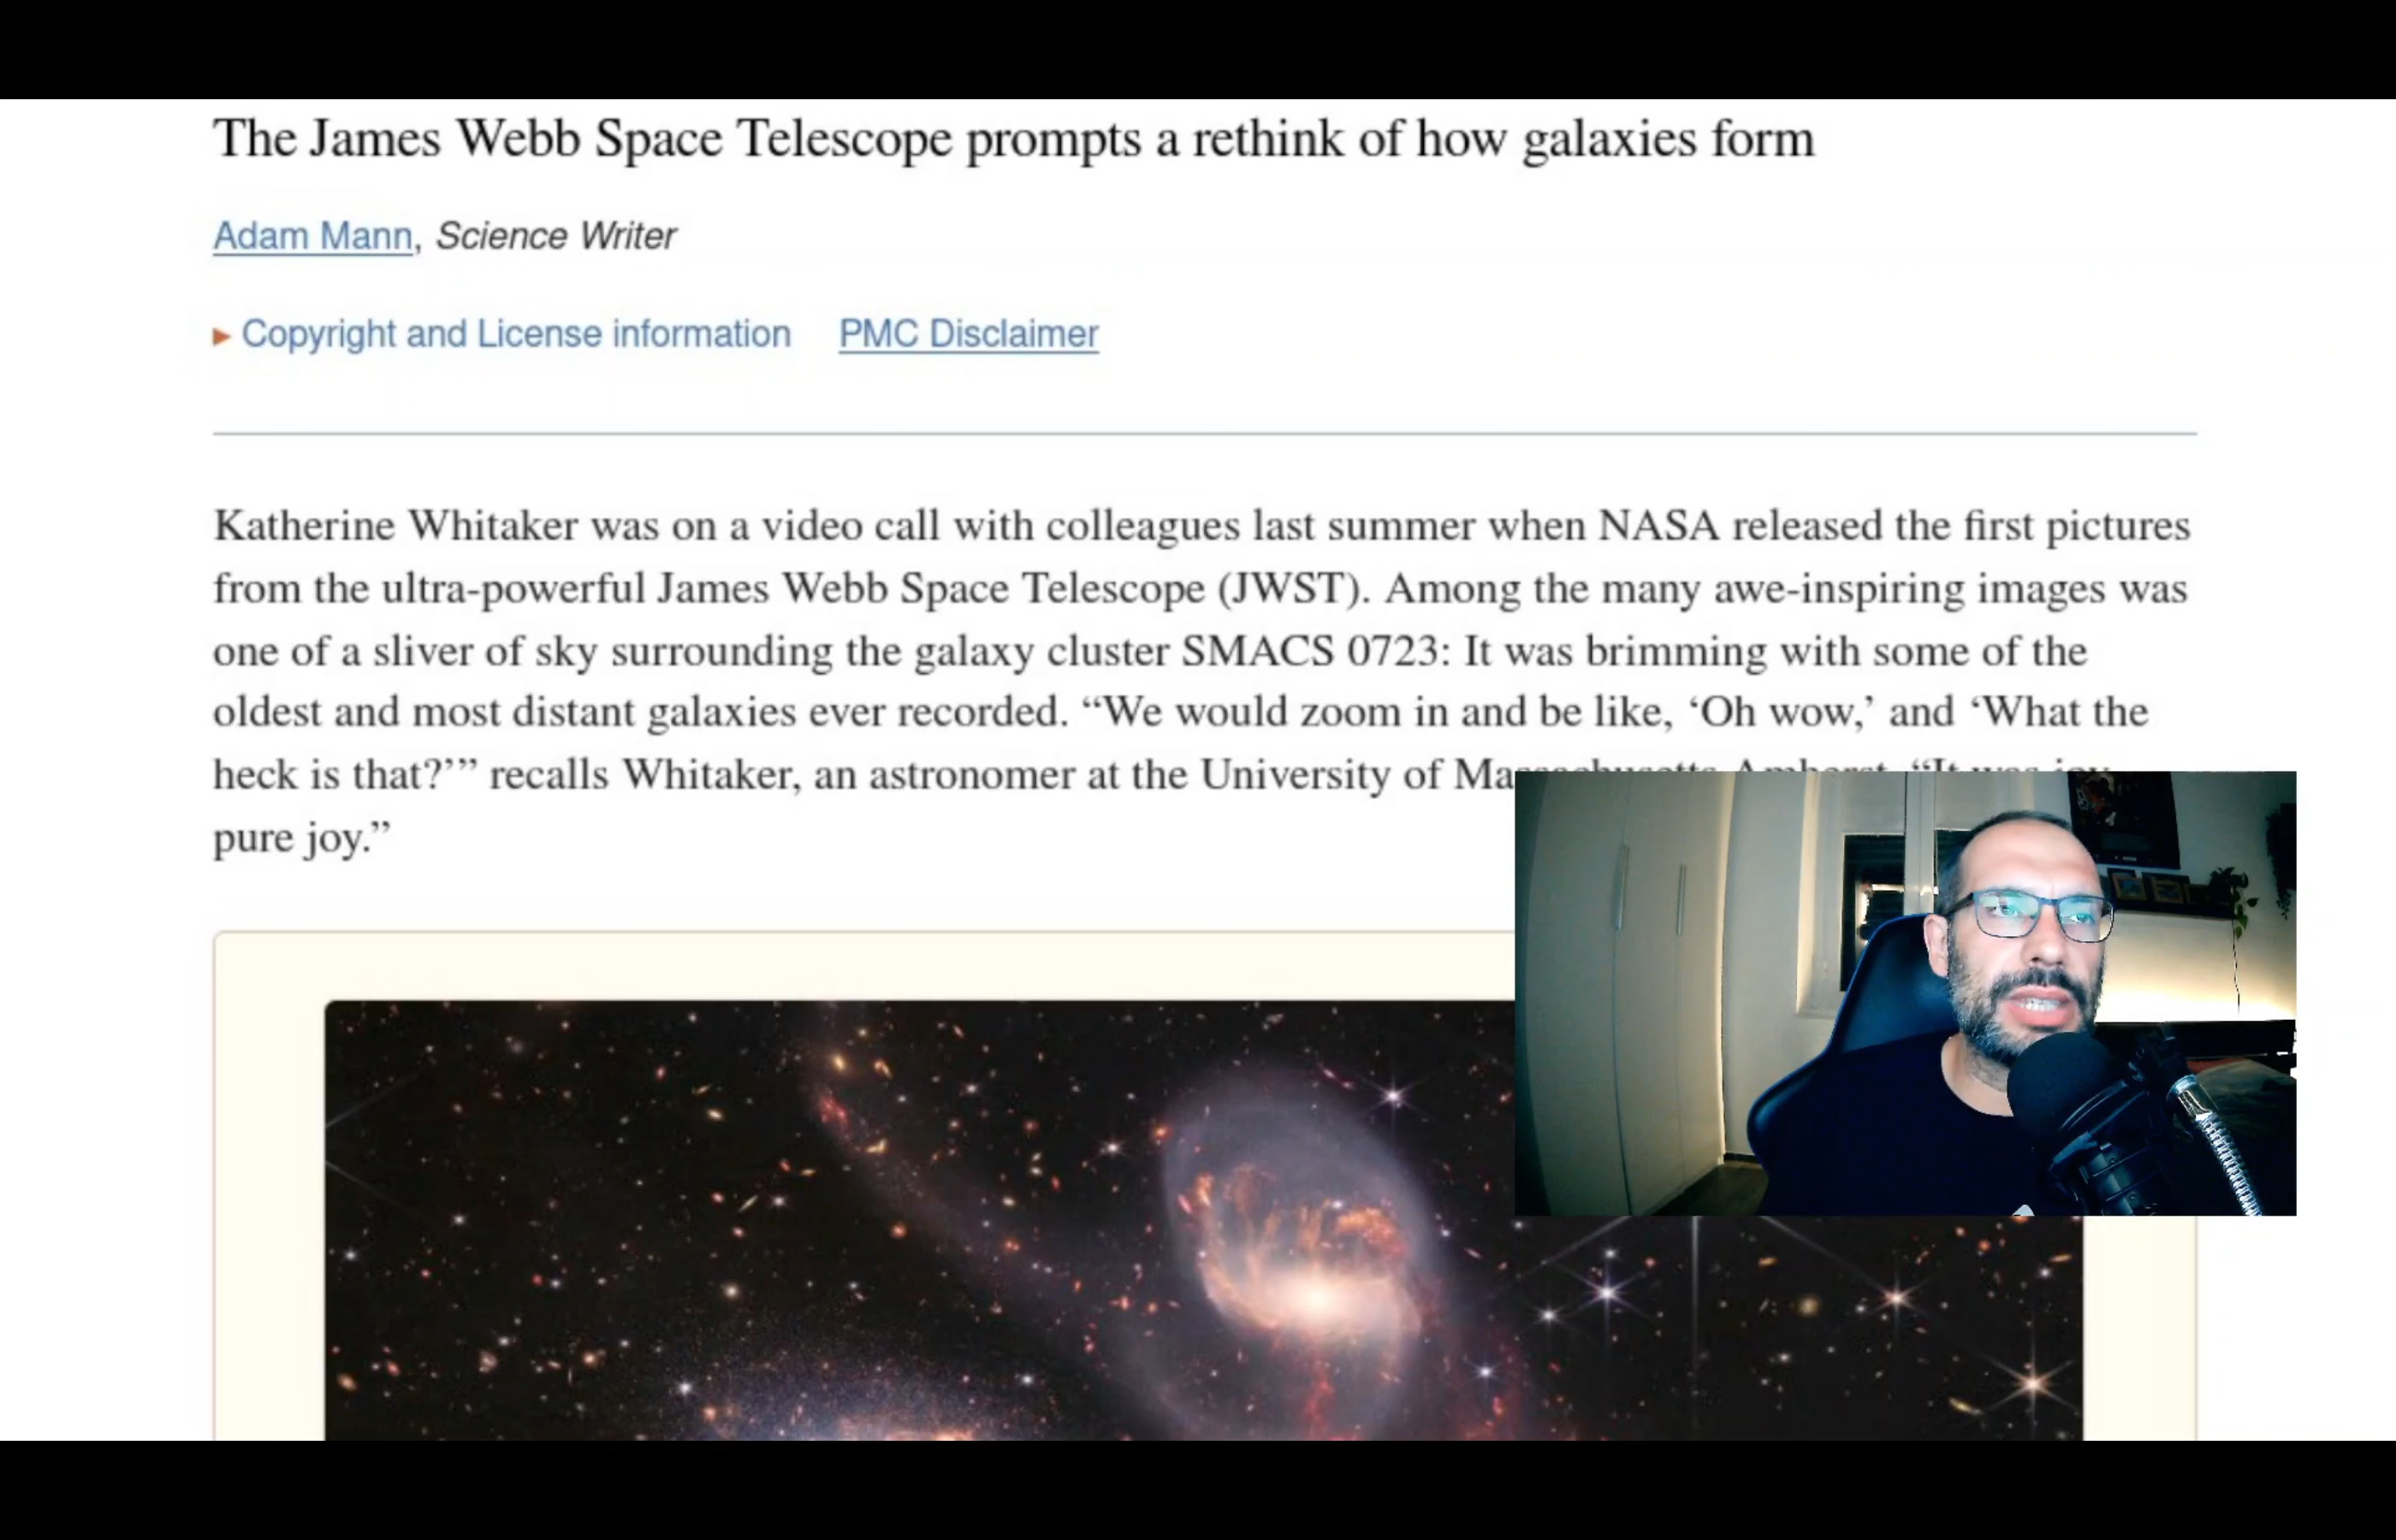 The James Webb Space Telescope prompts a rethink of how galaxies form
Adam Mann, Science Writer
▸ Copyright and License information PMC Disclaimer
Katherine Whitaker was on a video call with colleagues last summer when NASA released the first pictures
from the ultra-powerful James Webb Space Telescope (JWST). Among the many awe-inspiring images was
one of a sliver of sky surrounding the galaxy cluster SMACS 0723: It was brimming with some of the
oldest and most distant galaxies ever recorded. “We would zoom in and be like, ‘Oh wow,’ and ‘What the
heck is that?’” recalls Whitaker, an astronomer at the University of Massachusetts Amherst. “It was joy,
pure joy.”